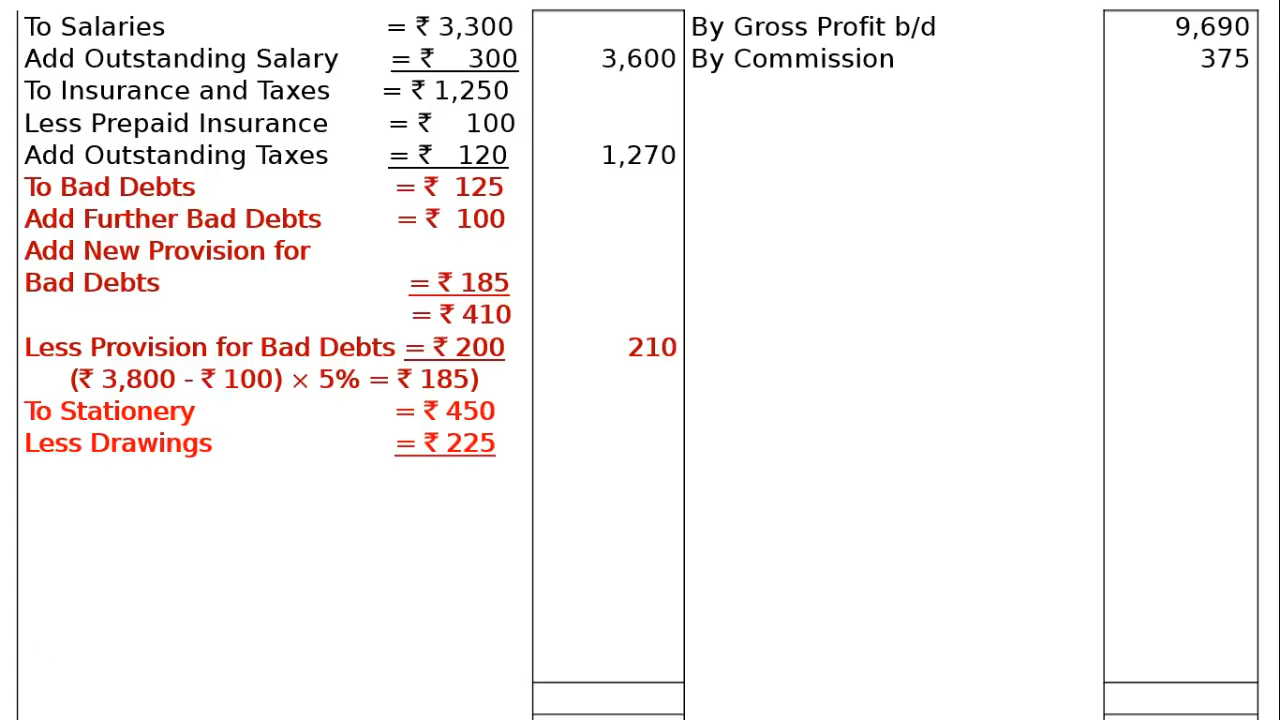 To Salaries = ₹ 3,300 By Gross Profit b/d 9,690
Add Outstanding Salary = ₹ 300 3,600 By Commission 375
To Insurance and Taxes = ₹ 1,250
Less Prepaid Insurance = ₹ 100
Add Outstanding Taxes = ₹ 120 1,270
To Bad Debts = ₹ 125
Add Further Bad Debts = ₹ 100
Add New Provision for
Bad Debts = ₹ 185
= ₹ 410
Less Provision for Bad Debts = ₹ 200 210
(₹ 3,800 - ₹ 100) × 5% = ₹ 185)
To Stationery = ₹ 450
Less Drawings = ₹ 225